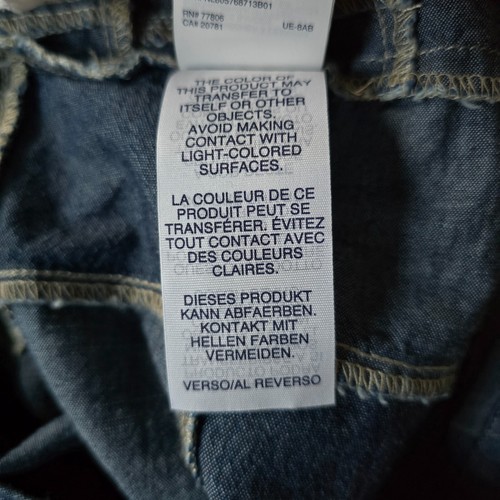 RN# 77806
CA# 20781
UE-8AB
THE COLOR OF
THIS PRODUCT MAY
TRANSFER TO
ITSELF OR OTHER
OBJECTS.
AVOID MAKING
CONTACT WITH
LIGHT-COLORED
SURFACES.
LA COULEUR DE CE
PRODUIT PEUT SE
TRANSFÉRER. ÉVITEZ
TOUT CONTACT AVEC
DES COULEURS
CLAIRES.
DIESES PRODUKT
KANN ABFAERBEN.
KONTAKT MIT
HELLEN FARBEN
VERMEIDEN.
VERSO/AL REVERSO